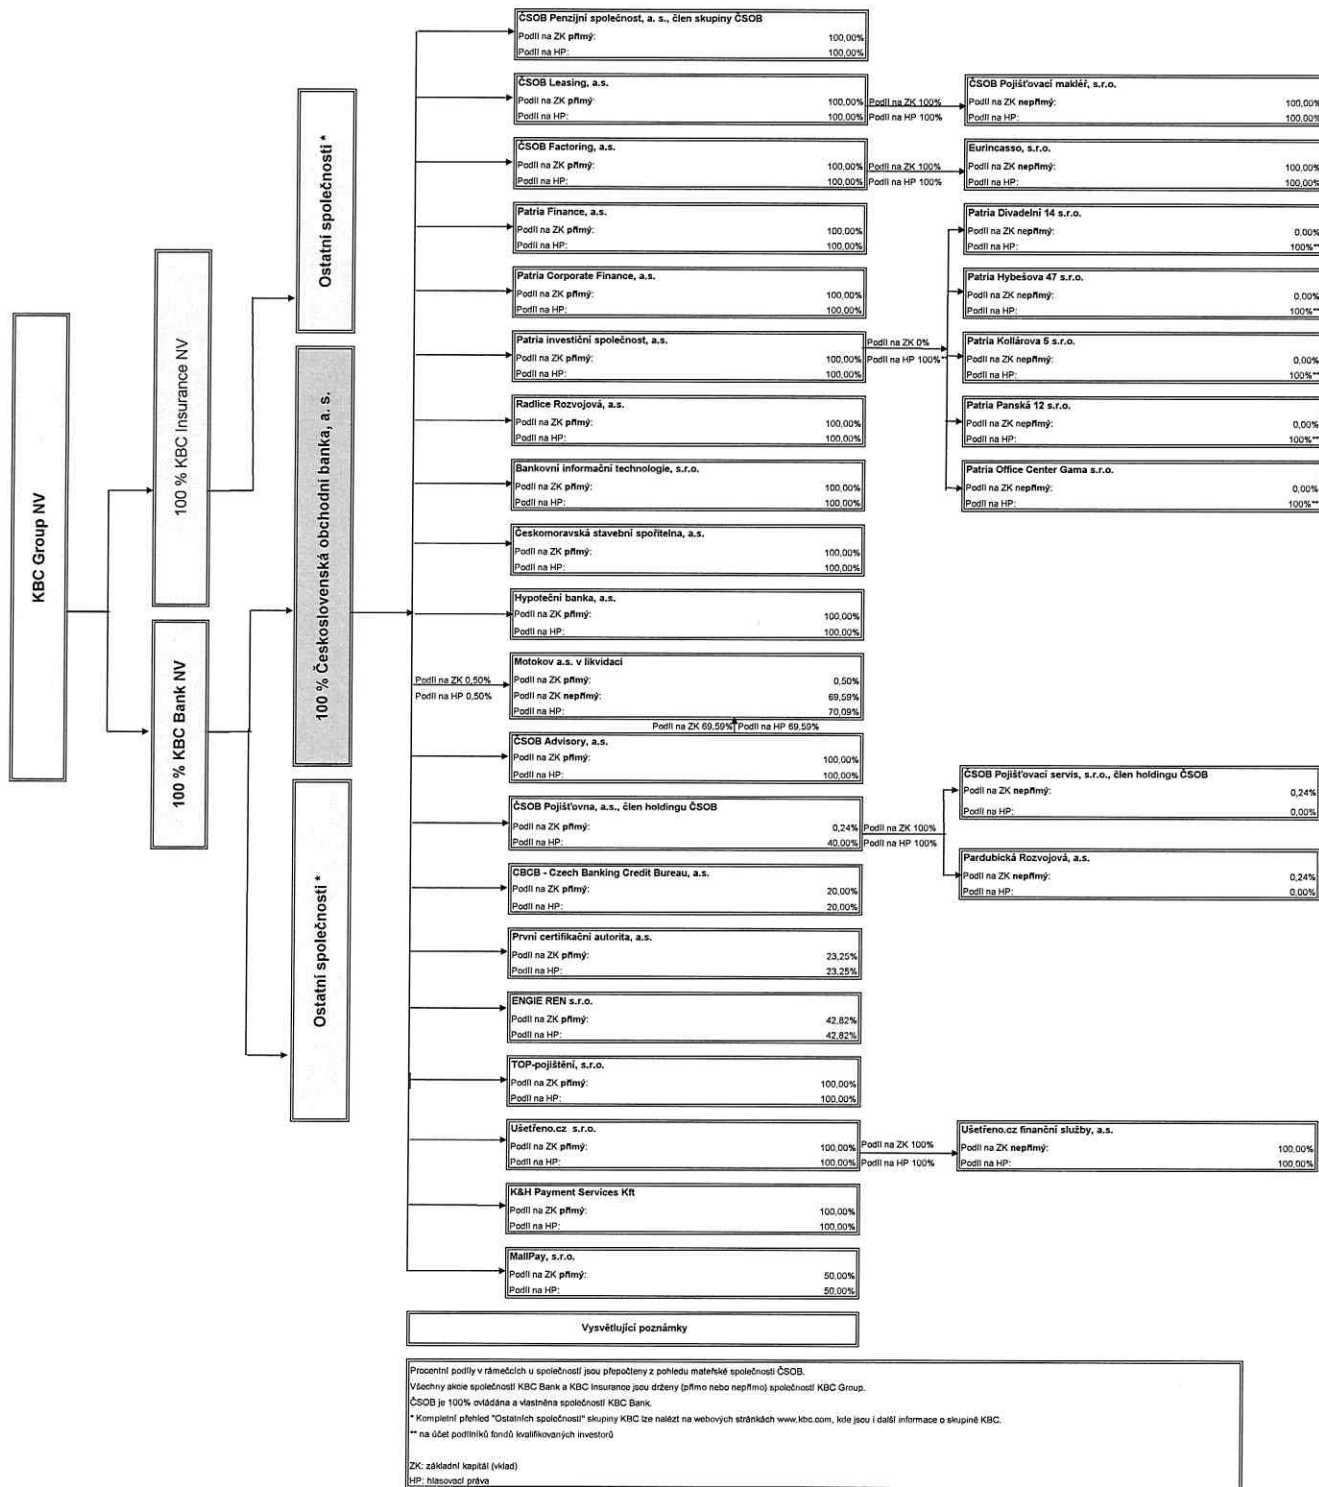 KBC Group NV
100 % KBC Insurance NV
100 % KBC Bank NV
Ostatní společnosti *
100 % Československá obchodní banka, a. s.
Ostatní společnosti *
ČSOB Penzijní společnost, a. s., člen skupiny ČSOB
Podíl na ZK přímý: 100,00%
Podíl na HP: 100,00%
ČSOB Leasing, a.s.
Podíl na ZK přímý: 100,00%
Podíl na HP: 100,00%
Podíl na ZK 100%
Podíl na HP 100%
ČSOB Pojišťovací makléř, s.r.o.
Podíl na ZK nepřímý: 100,00%
Podíl na HP: 100,00%
ČSOB Factoring, a.s.
Podíl na ZK přímý: 100,00%
Podíl na HP: 100,00%
Podíl na ZK 100%
Podíl na HP 100%
Eurincasso, s.r.o.
Podíl na ZK nepřímý: 100,00%
Podíl na HP: 100,00%
Patria Finance, a.s.
Podíl na ZK přímý: 100,00%
Podíl na HP: 100,00%
Patria Corporate Finance, a.s.
Podíl na ZK přímý: 100,00%
Podíl na HP: 100,00%
Patria investiční společnost, a.s.
Podíl na ZK přímý: 100,00%
Podíl na HP: 100,00%
Podíl na ZK 0%
Podíl na HP 100%**
Patria Divadelní 14 s.r.o.
Podíl na ZK nepřímý: 0,00%
Podíl na HP: 100%**
Patria Hybešova 47 s.r.o.
Podíl na ZK nepřímý: 0,00%
Podíl na HP: 100%**
Patria Kollárova 5 s.r.o.
Podíl na ZK nepřímý: 0,00%
Podíl na HP: 100%**
Patria Panská 12 s.r.o.
Podíl na ZK nepřímý: 0,00%
Podíl na HP: 100%**
Patria Office Center Gama s.r.o.
Podíl na ZK nepřímý: 0,00%
Podíl na HP: 100%**
Radlice Rozvojová, a.s.
Podíl na ZK přímý: 100,00%
Podíl na HP: 100,00%
Bankovní informační technologie, s.r.o.
Podíl na ZK přímý: 100,00%
Podíl na HP: 100,00%
Českomoravská stavební spořitelna, a.s.
Podíl na ZK přímý: 100,00%
Podíl na HP: 100,00%
Hypoteční banka, a.s.
Podíl na ZK přímý: 100,00%
Podíl na HP: 100,00%
Podíl na ZK 0,50%
Podíl na HP 0,50%
Motokov a.s. v likvidaci
Podíl na ZK přímý: 0,50%
Podíl na ZK nepřímý: 69,59%
Podíl na HP: 70,09%
Podíl na ZK 69,59% Podíl na HP 69,59%
ČSOB Advisory, a.s.
Podíl na ZK přímý: 100,00%
Podíl na HP: 100,00%
ČSOB Pojišťovna, a.s., člen holdingu ČSOB
Podíl na ZK přímý: 0,24%
Podíl na HP: 40,00%
Podíl na ZK 100%
Podíl na HP 100%
ČSOB Pojišťovací servis, s.r.o., člen holdingu ČSOB
Podíl na ZK nepřímý: 0,24%
Podíl na HP: 0,00%
Pardubická Rozvojová, a.s.
Podíl na ZK nepřímý: 0,24%
Podíl na HP: 0,00%
CBCB - Czech Banking Credit Bureau, a.s.
Podíl na ZK přímý: 20,00%
Podíl na HP: 20,00%
První certifikační autorita, a.s.
Podíl na ZK přímý: 23,25%
Podíl na HP: 23,25%
ENGIE REN s.r.o.
Podíl na ZK přímý: 42,82%
Podíl na HP: 42,82%
TOP-pojištění, s.r.o.
Podíl na ZK přímý: 100,00%
Podíl na HP: 100,00%
Ušetřeno.cz s.r.o.
Podíl na ZK přímý: 100,00%
Podíl na HP: 100,00%
Podíl na ZK 100%
Podíl na HP 100%
Ušetřeno.cz finanční služby, a.s.
Podíl na ZK nepřímý: 100,00%
Podíl na HP: 100,00%
K&H Payment Services Kft
Podíl na ZK přímý: 100,00%
Podíl na HP: 100,00%
MallPay, s.r.o.
Podíl na ZK přímý: 50,00%
Podíl na HP: 50,00%
Vysvětlující poznámky
Procentní podíly v rámečcích u společností jsou přepočteny z pohledu mateřské společnosti ČSOB.
Všechny akcie společností KBC Bank a KBC Insurance jsou drženy (přímo nebo nepřímo) společností KBC Group.
ČSOB je 100% ovládána a vlastněna společností KBC Bank.
* Kompletní přehled "Ostatních společností" skupiny KBC lze nalézt na webových stránkách www.kbc.com, kde jsou i další informace o skupině KBC.
** na účet podílníků fondů kvalifikovaných investorů
ZK: základní kapitál (vklad)
HP: hlasovací práva